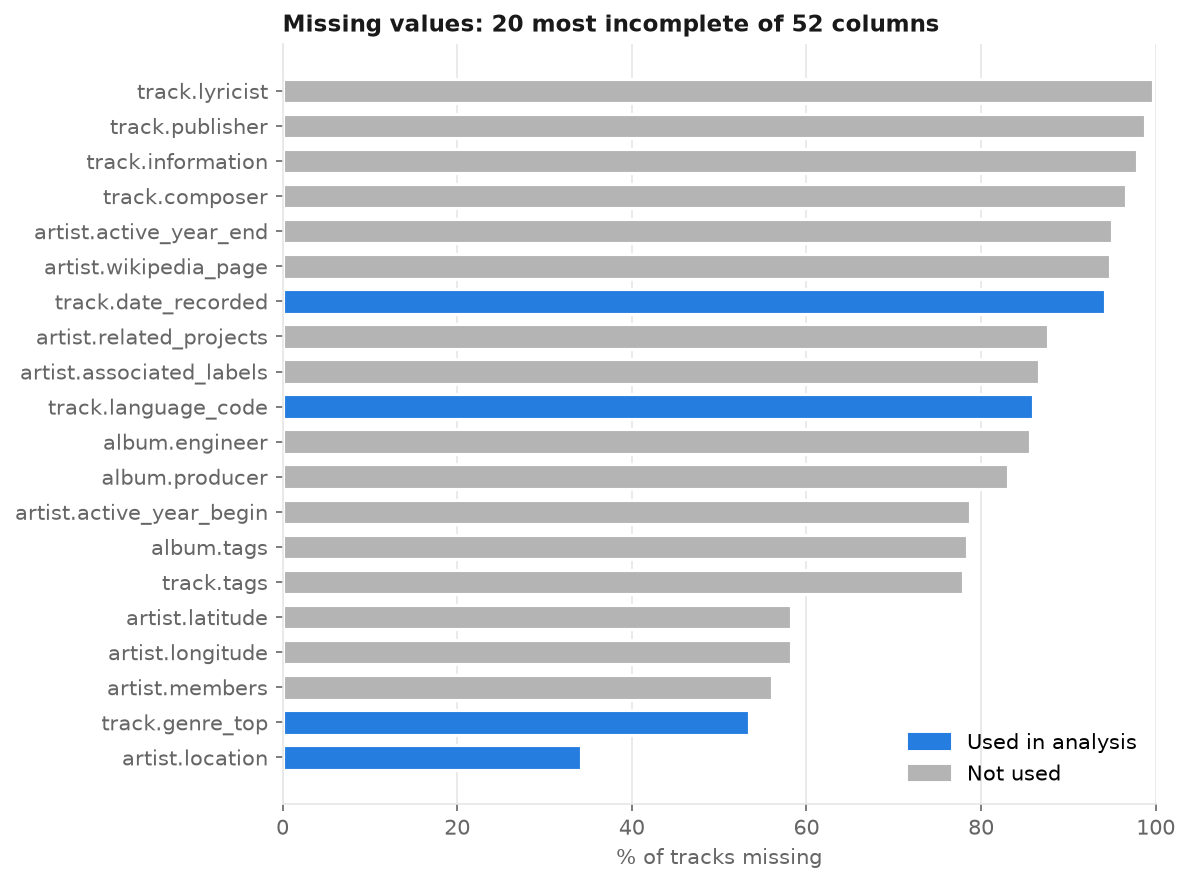 Missing values: 20 most incomplete of 52 columns
track.lyricist
track.publisher
track.information
track.composer
artist.active_year_end
artist.wikipedia_page
track.date_recorded
artist.related_projects
artist.associated_labels
track.language_code
album.engineer
album.producer
artist.active_year_begin
album.tags
track.tags
artist.latitude
artist.longitude
artist.members
track.genre_top
artist.location
Used in analysis
Not used
0 20 40 60 80 100
% of tracks missing